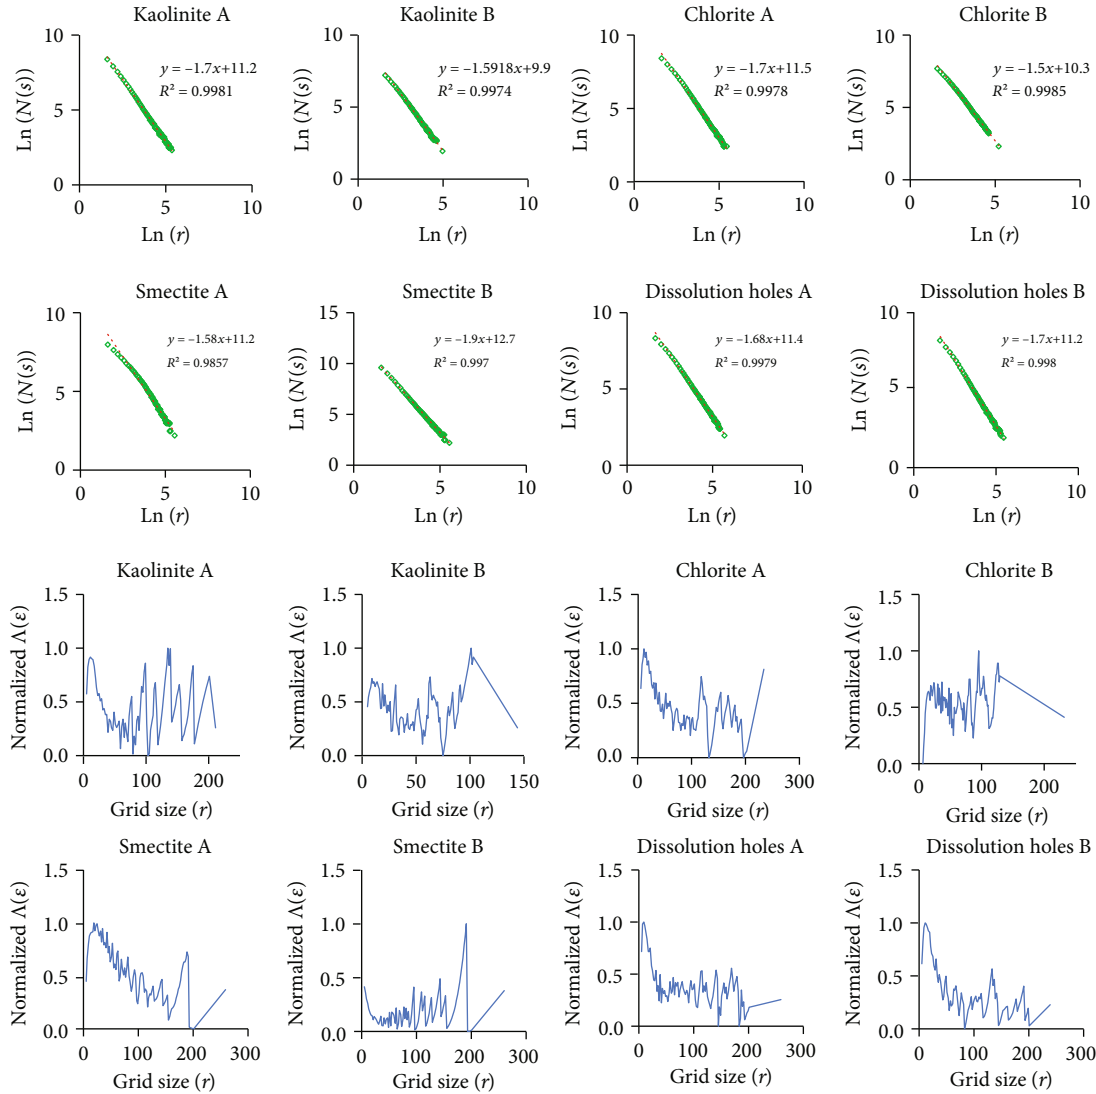 Kaolinite A
10
5
0
0 5 10
Ln (N(s))
Ln (r)
y = –1.7x+11.2
R² = 0.9981
Kaolinite B
10
5
0
0 5 10
Ln (N(s))
Ln (r)
y = –1.5918x+9.9
R² = 0.9974
Chlorite A
10
5
0
0 5 10
Ln (N(s))
Ln (r)
y = –1.7x+11.5
R² = 0.9978
Chlorite B
10
5
0
0 5 10
Ln (N(s))
Ln (r)
y = –1.5x+10.3
R² = 0.9985
Smectite A
10
5
0
0 5 10
Ln (N(s))
Ln (r)
y = –1.58x+11.2
R² = 0.9857
Smectite B
15
10
5
0
0 5 10
Ln (N(s))
Ln (r)
y = –1.9x+12.7
R² = 0.997
Dissolution holes A
10
5
0
0 5 10
Ln (N(s))
Ln (r)
y = –1.68x+11.4
R² = 0.9979
Dissolution holes B
10
5
0
0 5 10
Ln (N(s))
Ln (r)
y = –1.7x+11.2
R² = 0.998
Kaolinite A
1.5
1.0
0.5
0.0
0 100 200
Normalized Λ(ε)
Grid size (r)
Kaolinite B
1.5
1.0
0.5
0.0
0 50 100 150
Normalized Λ(ε)
Grid size (r)
Chlorite A
1.5
1.0
0.5
0.0
0 100 200 300
Normalized Λ(ε)
Grid size (r)
Chlorite B
1.5
1.0
0.5
0.0
0 100 200
Normalized Λ(ε)
Grid size (r)
Smectite A
1.5
1.0
0.5
0.0
0 100 200 300
Normalized Λ(ε)
Grid size (r)
Smectite B
1.5
1.0
0.5
0.0
0 100 200 300
Normalized Λ(ε)
Grid size (r)
Dissolution holes A
1.5
1.0
0.5
0.0
0 100 200 300
Normalized Λ(ε)
Grid size (r)
Dissolution holes B
1.5
1.0
0.5
0.0
0 100 200 300
Normalized Λ(ε)
Grid size (r)